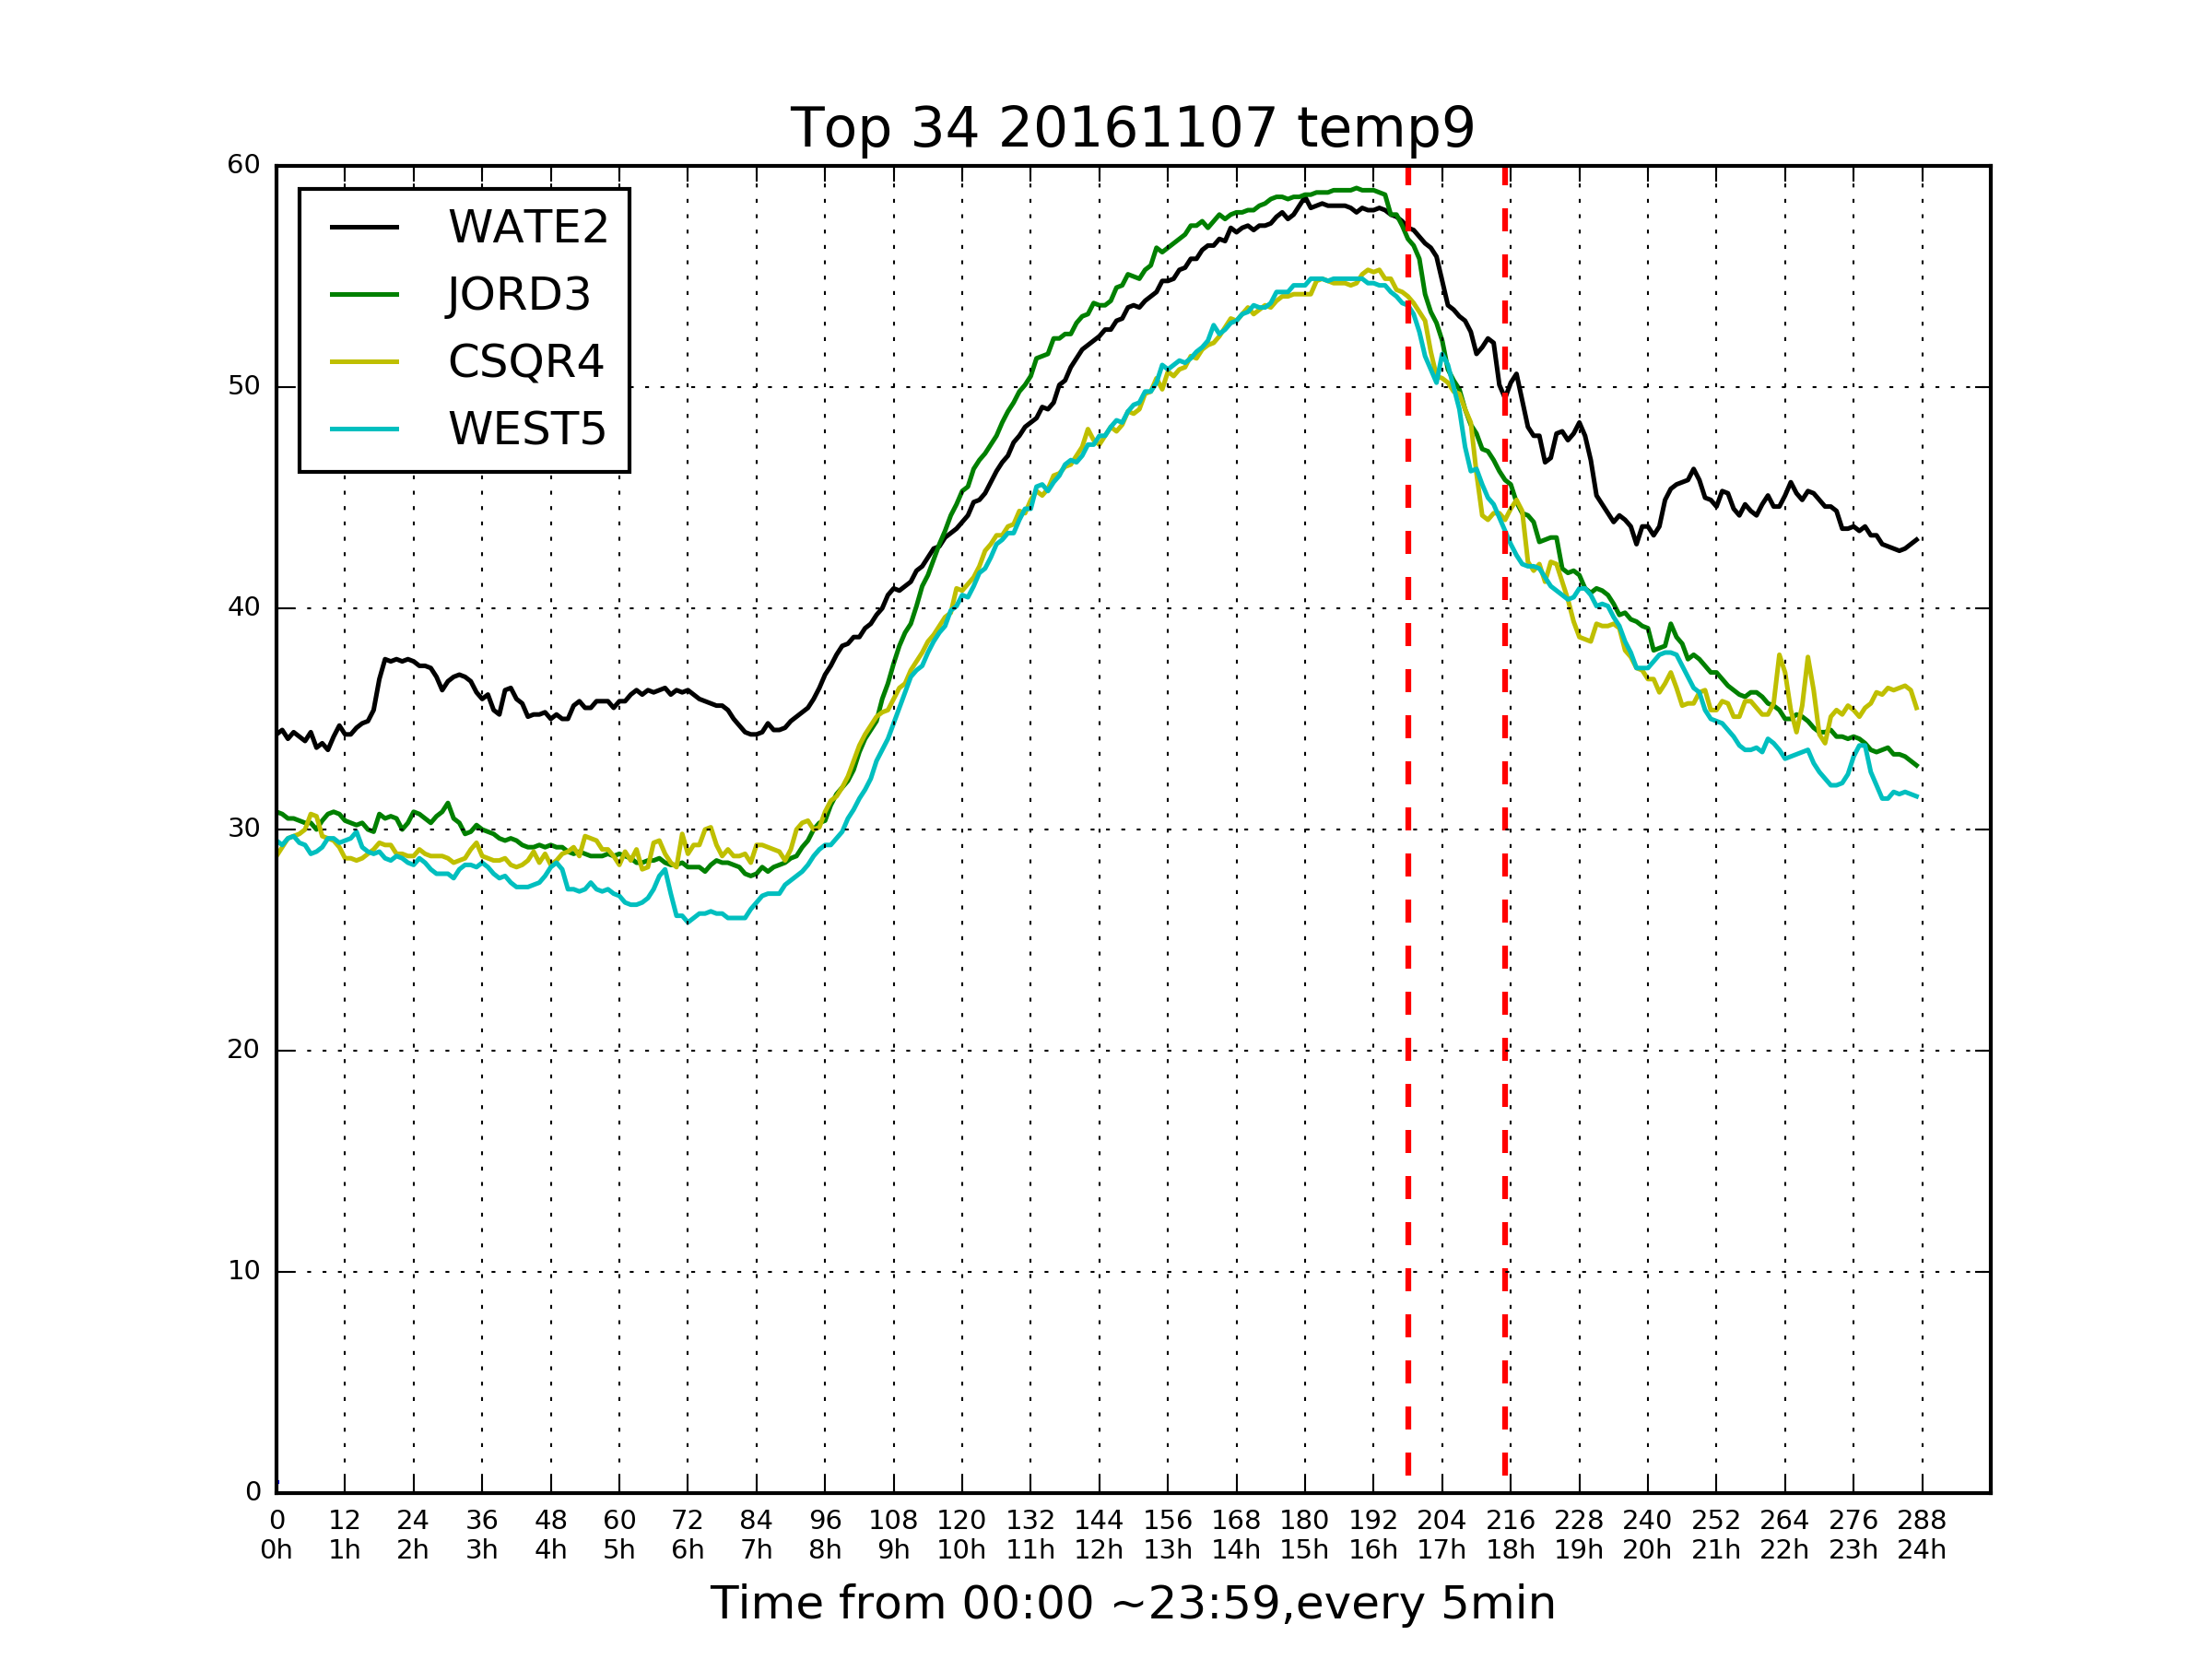 Top 34 20161107 temp9
60
50
40
30
20
10
0
WATE2
JORD3
CSQR4
WEST5
0 12 24 36 48 60 72 84 96 108 120 132 144 156 168 180 192 204 216 228 240 252 264 276 288
0h 1h 2h 3h 4h 5h 6h 7h 8h 9h 10h 11h 12h 13h 14h 15h 16h 17h 18h 19h 20h 21h 22h 23h 24h
Time from 00:00 ~23:59,every 5min